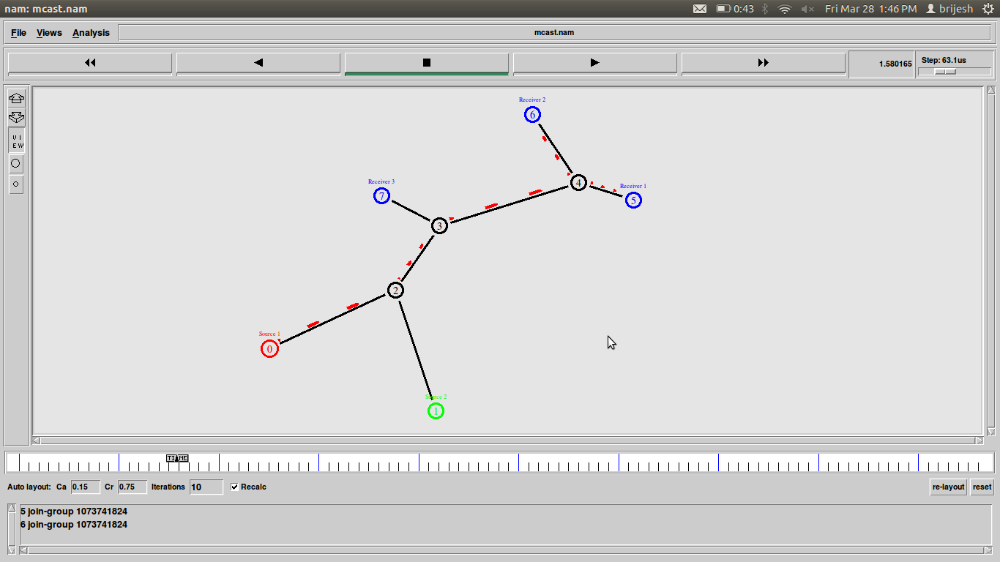 nam: mcast.nam
0:43
Fri Mar 28 1:46 PM
brijesh
File Views Analysis
mcast.nam
1.580165
Step: 63.1us
VIEW
Receiver 2
6
4
Receiver 1
5
Receiver 3
7
3
2
Source 1
0
Source 2
1
TIME
Auto layout: Ca 0.15 Cr 0.75 Iterations 10 Recalc
re-layout reset
5 join-group 1073741824
6 join-group 1073741824